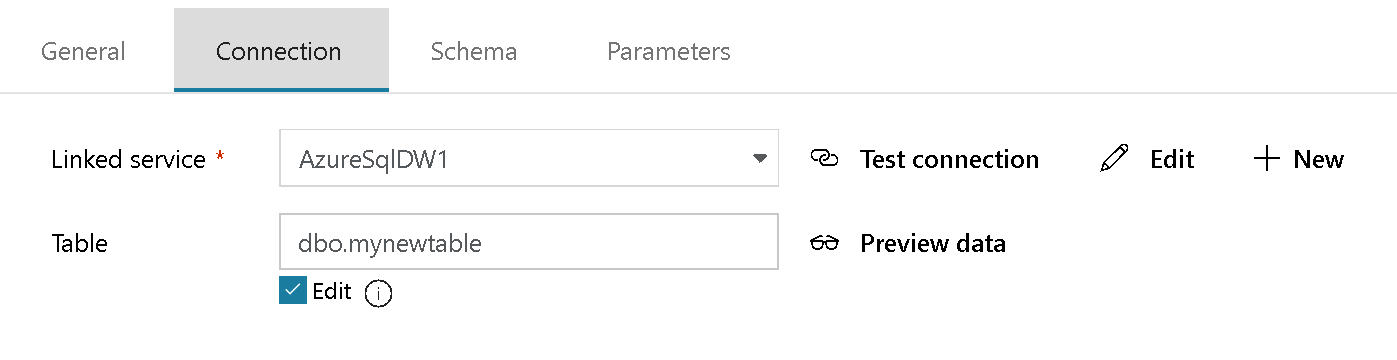 General Connection Schema Parameters
Linked service * AzureSqlDW1 Test connection Edit New
Table dbo.mynewtable Preview data
Edit